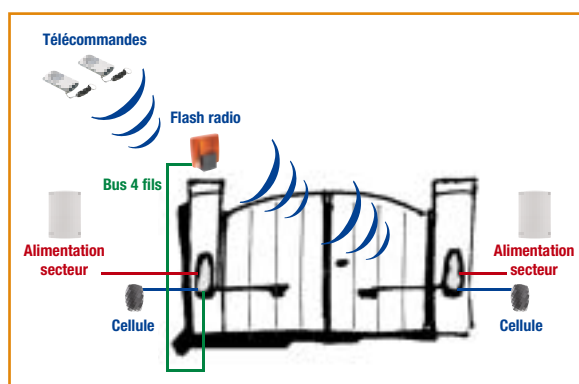 Télécommandes
Flash radio
Bus 4 fils
Alimentation
secteur
Cellule
Alimentation
secteur
Cellule